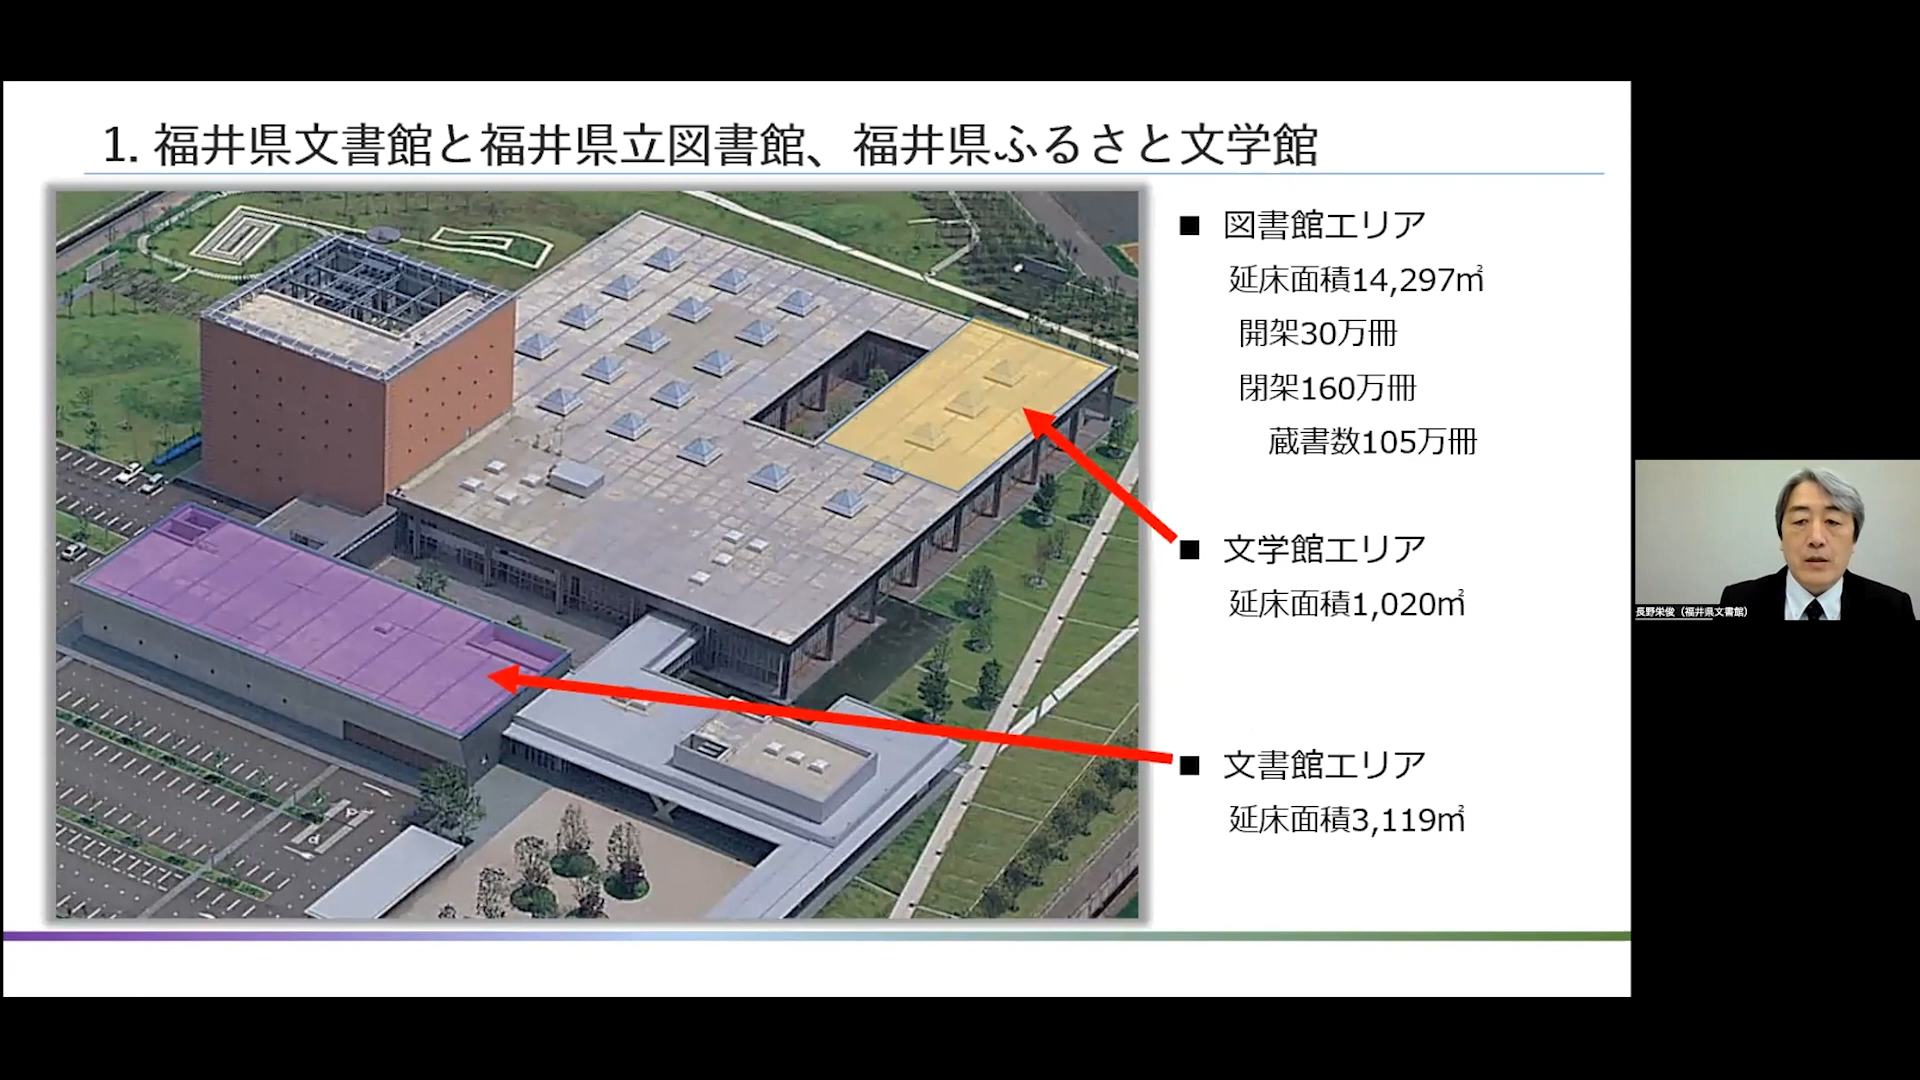 1. 福井県文書館と福井県立図書館、福井県ふるさと文学館
■ 図書館エリア
延床面積14,297㎡
開架30万冊
閉架160万冊
蔵書数105万冊
■ 文学館エリア
延床面積1,020㎡
■ 文書館エリア
延床面積3,119㎡
長野栄俊（福井県文書館）